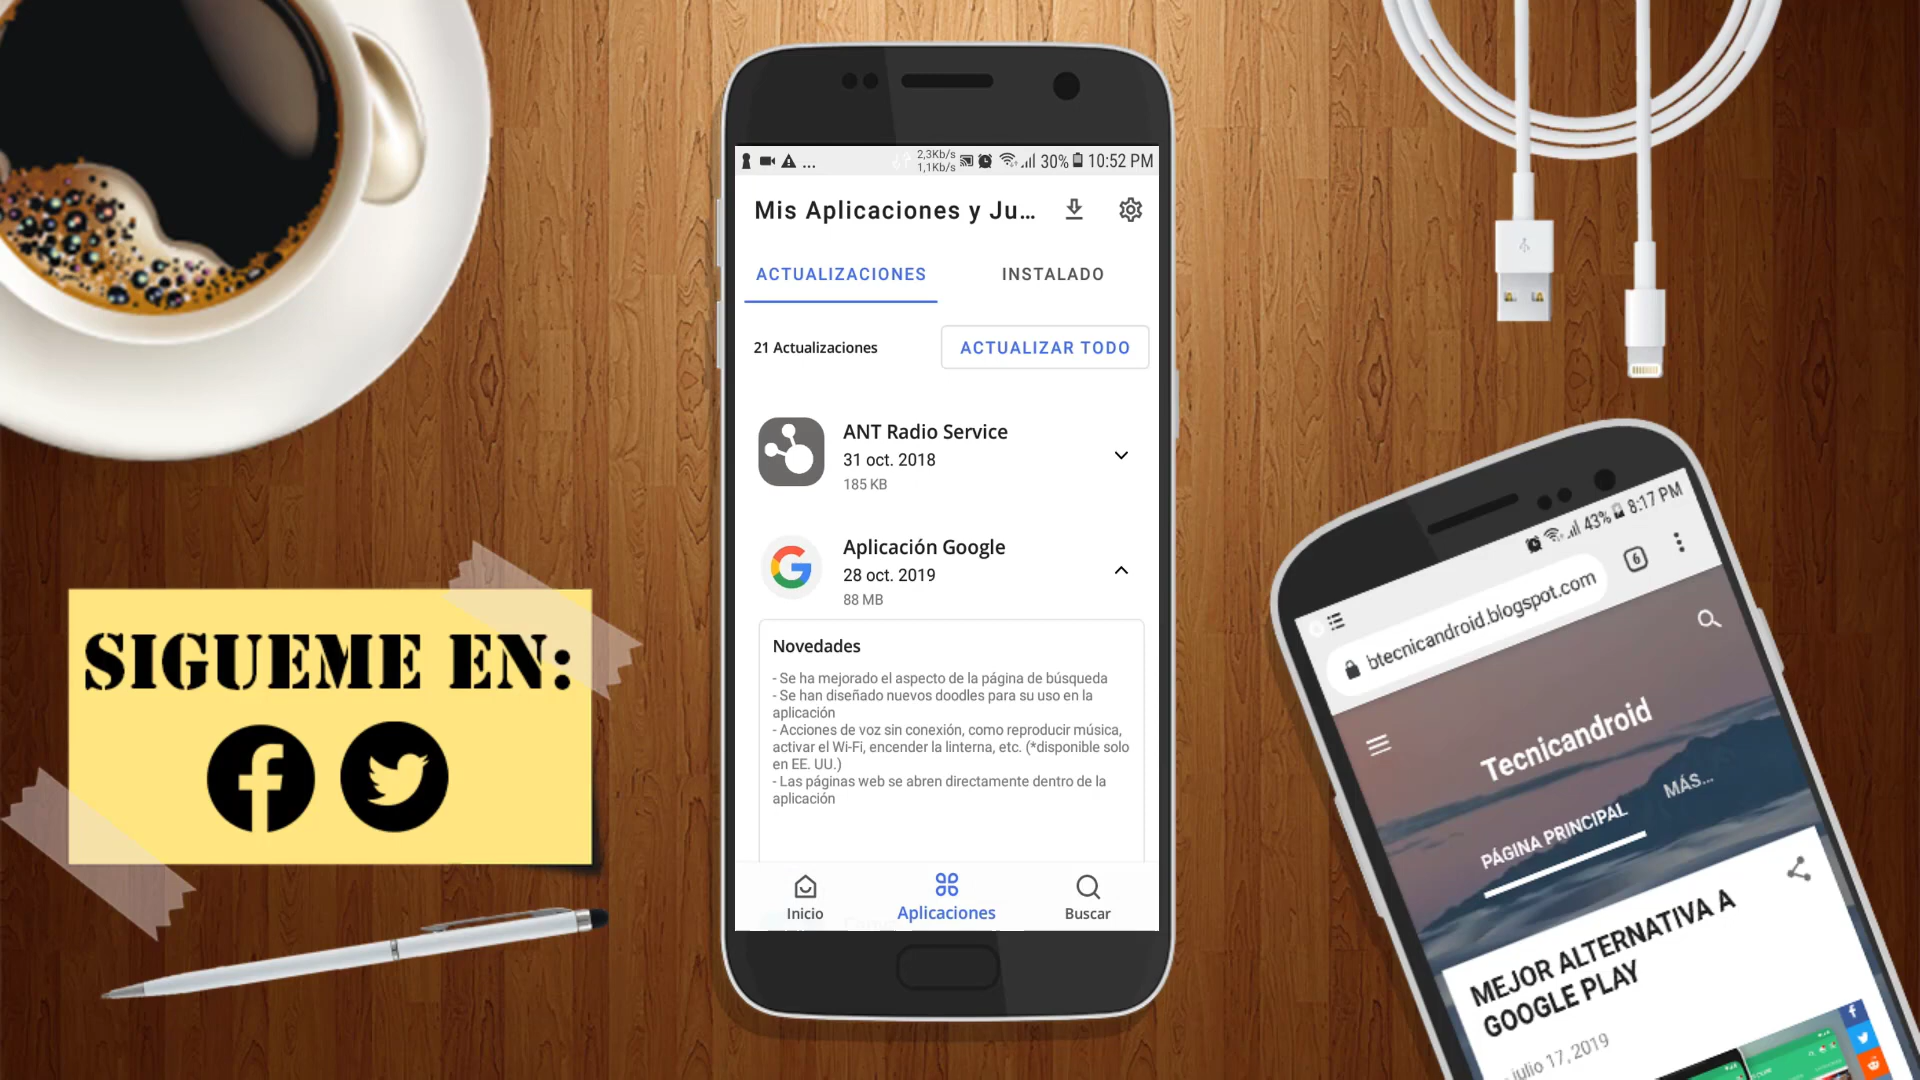 2,3Kb/s
1,1Kb/s
...
30%
10:52 PM
Mis Aplicaciones y Ju...
ACTUALIZACIONES
INSTALADO
21 Actualizaciones
ACTUALIZAR TODO
ANT Radio Service
31 oct. 2018
185 KB
Aplicación Google
28 oct. 2019
88 MB
Novedades
- Se ha mejorado el aspecto de la página de búsqueda
- Se han diseñado nuevos doodles para su uso en la
aplicación
- Acciones de voz sin conexión, como reproducir música,
activar el Wi-Fi, encender la linterna, etc. (*disponible solo
en EE. UU.)
- Las páginas web se abren directamente dentro de la
aplicación
Inicio
Aplicaciones
Buscar
SIGUEME EN:
43% 8:17 PM
btecnicandroid.blogspot.com
6
Tecnicandroid
PÁGINA PRINCIPAL
MÁS...
MEJOR ALTERNATIVA A
GOOGLE PLAY
julio 17, 2019